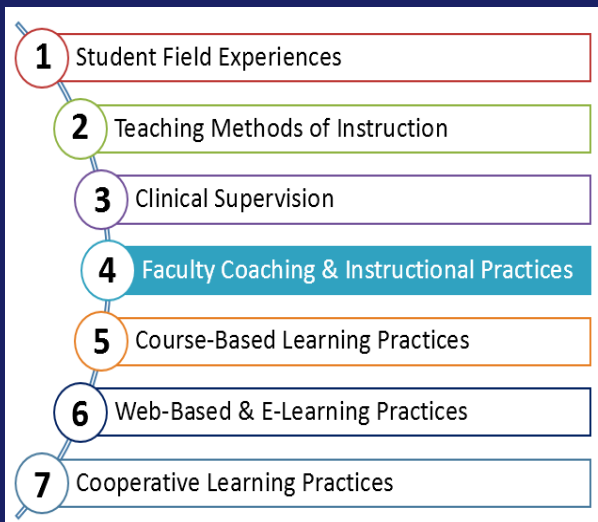 1 Student Field Experiences
2 Teaching Methods of Instruction
3 Clinical Supervision
4 Faculty Coaching & Instructional Practices
5 Course-Based Learning Practices
6 Web-Based & E-Learning Practices
7 Cooperative Learning Practices